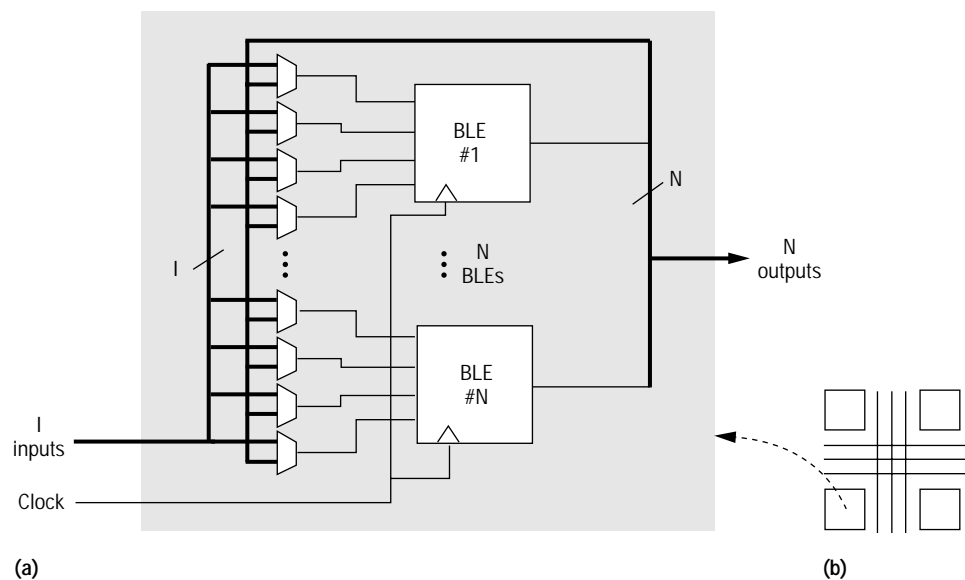 BLE
#1
N
I
N
BLEs
N
outputs
BLE
#N
I
inputs
Clock
(a)
(b)